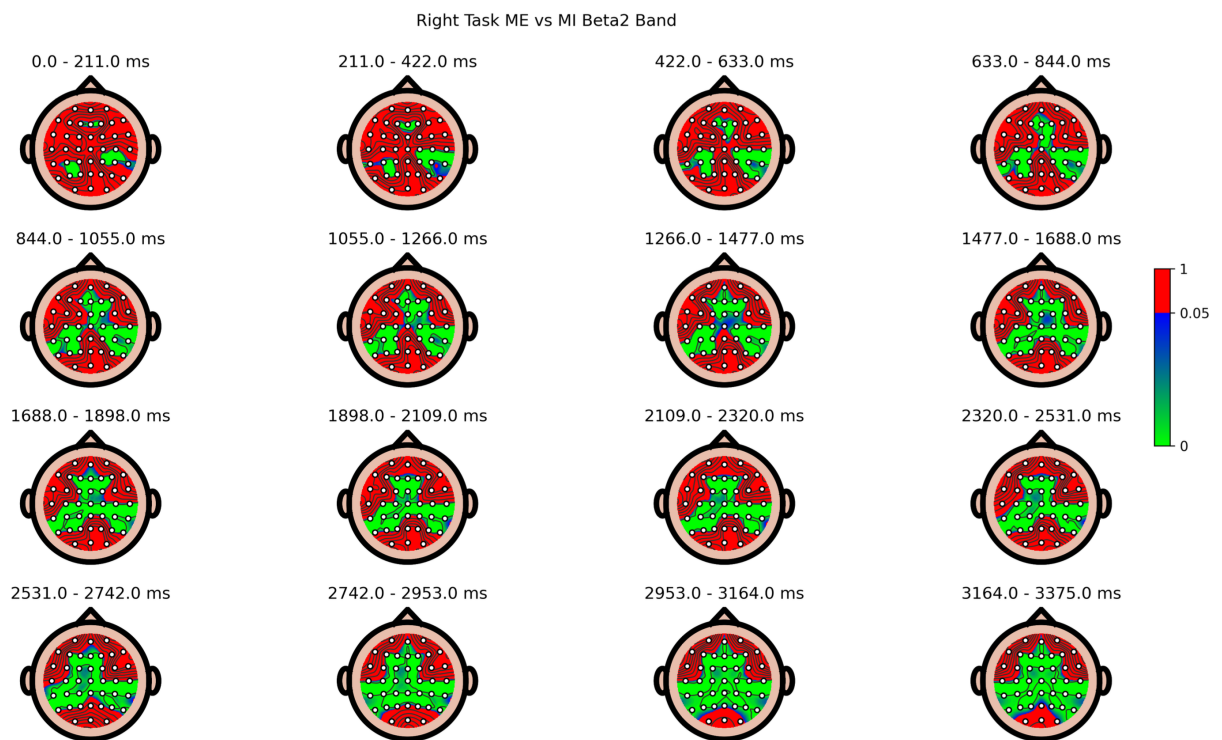 Right Task ME vs MI Beta2 Band
0.0 - 211.0 ms
211.0 - 422.0 ms
422.0 - 633.0 ms
633.0 - 844.0 ms
844.0 - 1055.0 ms
1055.0 - 1266.0 ms
1266.0 - 1477.0 ms
1477.0 - 1688.0 ms
1
0.05
0
1688.0 - 1898.0 ms
1898.0 - 2109.0 ms
2109.0 - 2320.0 ms
2320.0 - 2531.0 ms
2531.0 - 2742.0 ms
2742.0 - 2953.0 ms
2953.0 - 3164.0 ms
3164.0 - 3375.0 ms